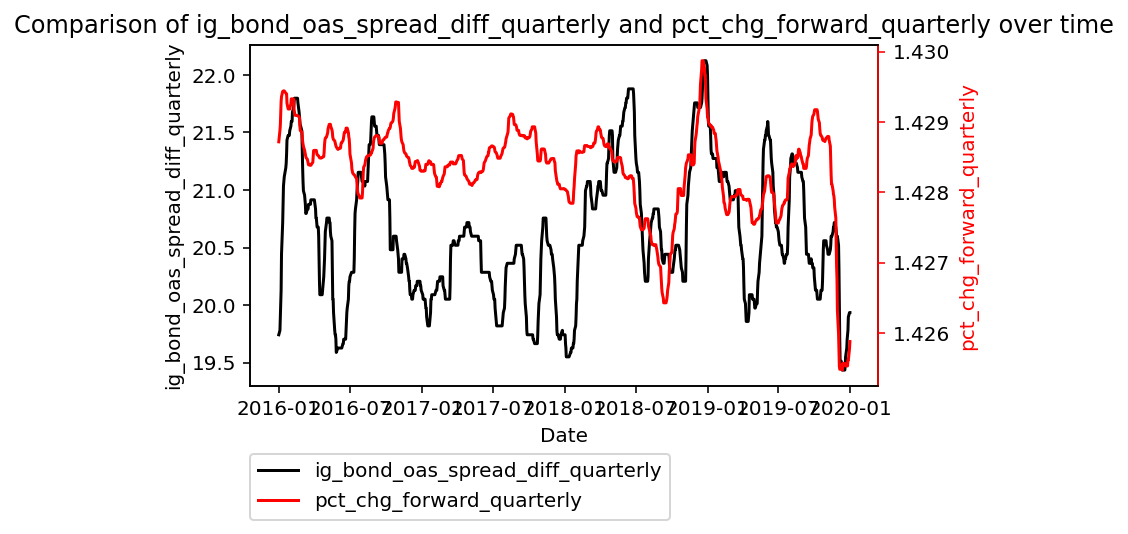 Comparison of ig_bond_oas_spread_diff_quarterly and pct_chg_forward_quarterly over time
ig_bond_oas_spread_diff_quarterly
22.0
21.5
21.0
20.5
20.0
19.5
1.430
1.429
1.428
1.427
1.426
pct_chg_forward_quarterly
2016-01 2016-07 2017-01 2017-07 2018-01 2018-07 2019-01 2019-07 2020-01
Date
ig_bond_oas_spread_diff_quarterly
pct_chg_forward_quarterly